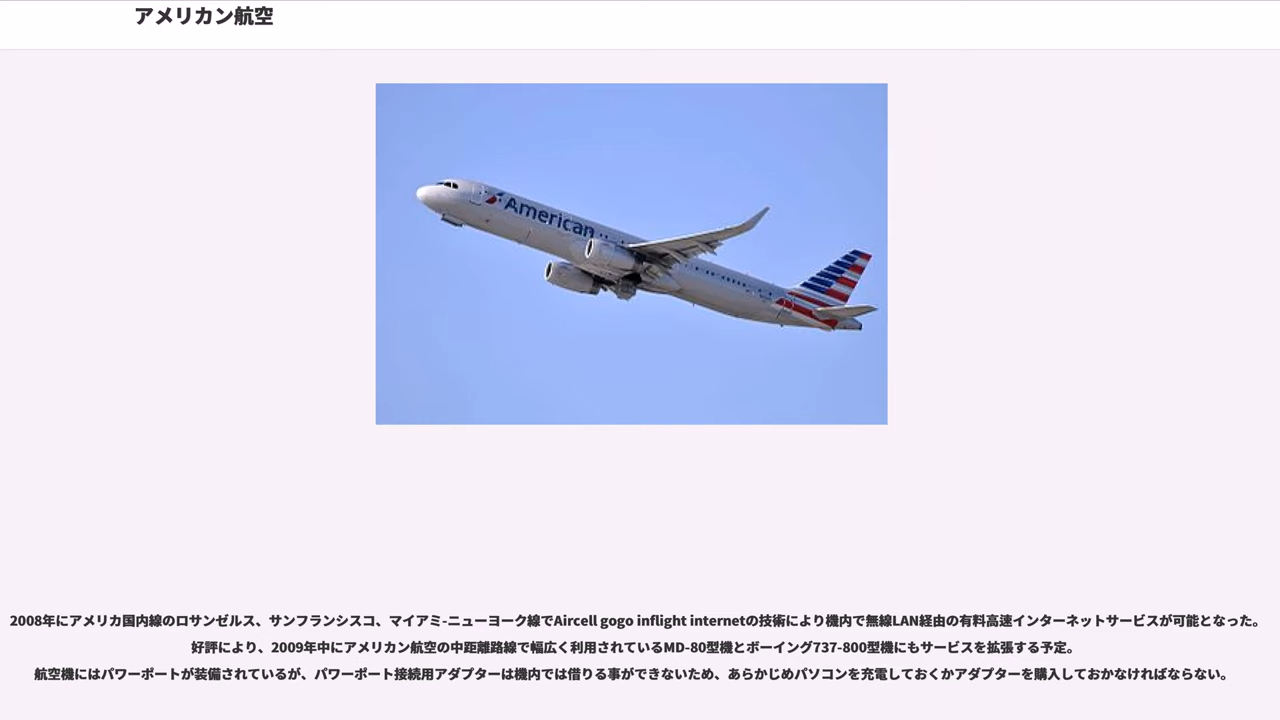 アメリカン航空
American
2008年にアメリカ国内線のロサンゼルス、サンフランシスコ、マイアミ-ニューヨーク線でAircell gogo inflight internetの技術により機内で無線LAN経由の有料高速インターネットサービスが可能となった。
好評により、2009年中にアメリカン航空の中距離路線で幅広く利用されているMD-80型機とボーイング737-800型機にもサービスを拡張する予定。
航空機にはパワーポートが装備されているが、パワーポート接続用アダプターは機内では借りる事ができないため、あらかじめパソコンを充電しておくかアダプターを購入しておかなければならない。